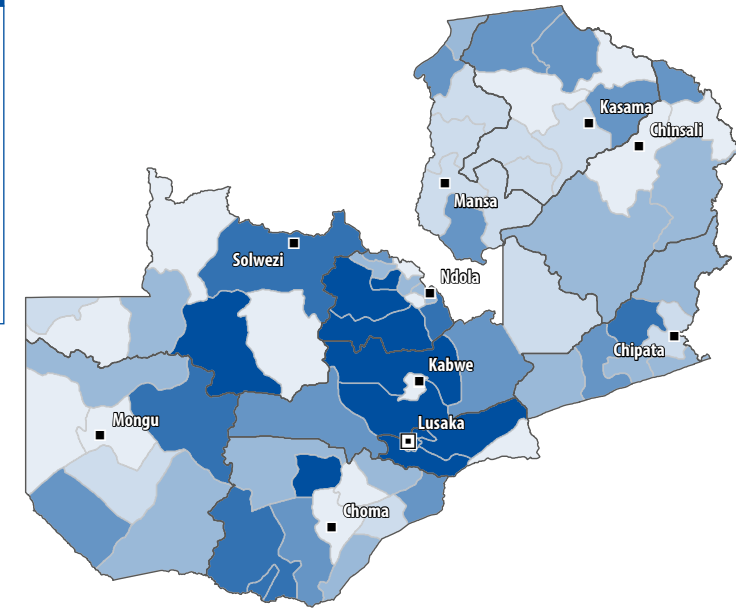 Kasama
Chinsali
Mansa
Solwezi
Ndola
Chipata
Kabwe
Mongu
Lusaka
Choma